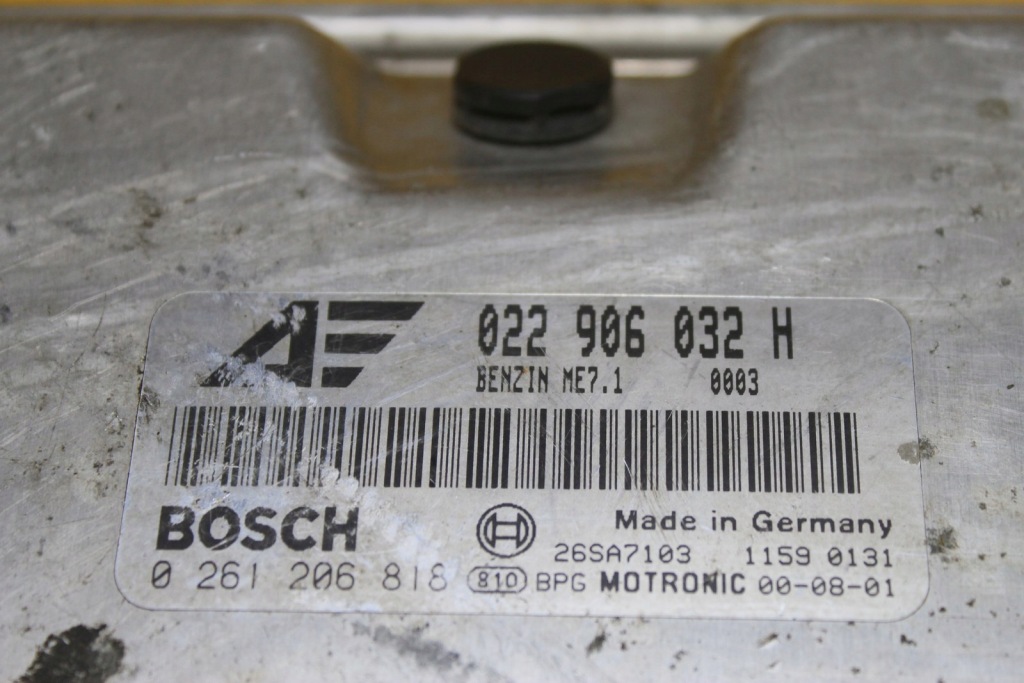 AE
022 906 032 H
BENZIN ME7.1 0003
BOSCH
Made in Germany
26SA7103 1159 0131
0 261 206 818 810 BPG MOTRONIC 00-08-01